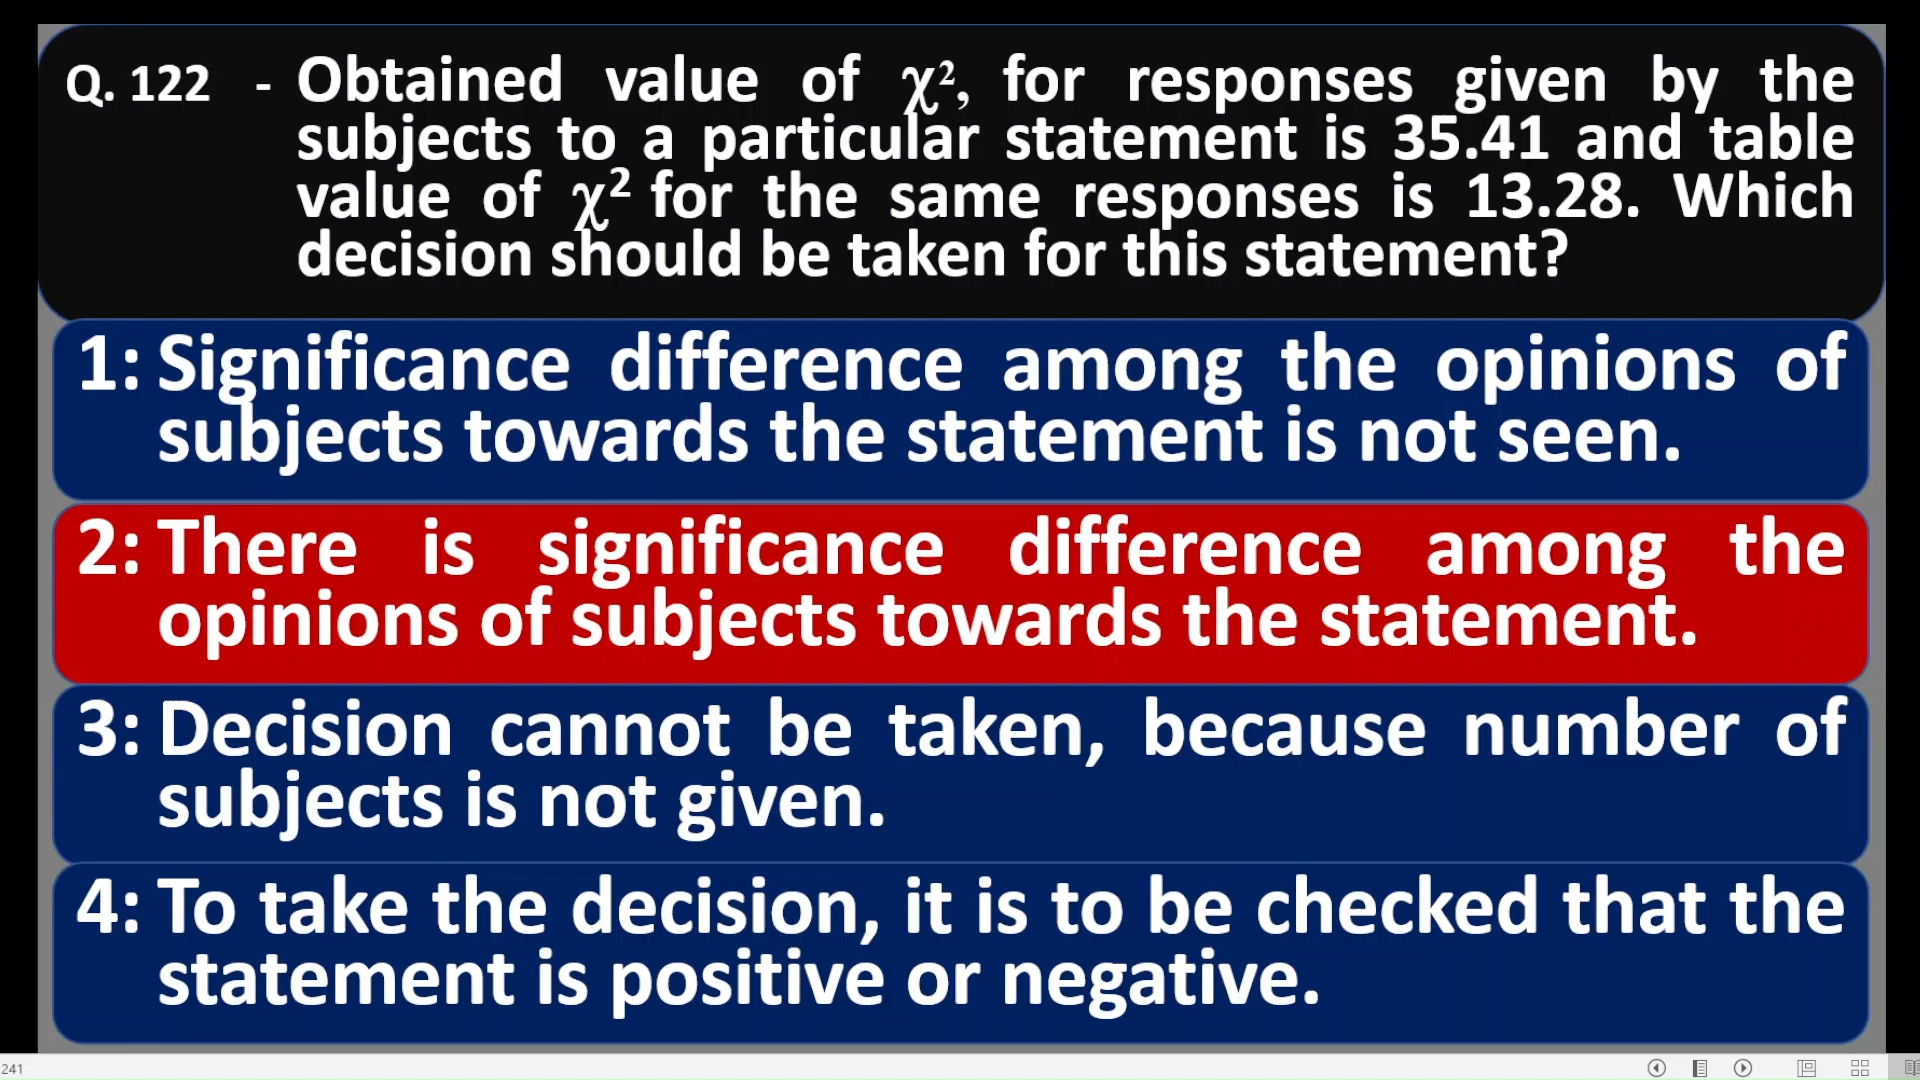 Q. 122 - Obtained value of χ², for responses given by the
subjects to a particular statement is 35.41 and table
value of χ² for the same responses is 13.28. Which
decision should be taken for this statement?
1: Significance difference among the opinions of
subjects towards the statement is not seen.
2: There is significance difference among the
opinions of subjects towards the statement.
3: Decision cannot be taken, because number of
subjects is not given.
4: To take the decision, it is to be checked that the
statement is positive or negative.
241